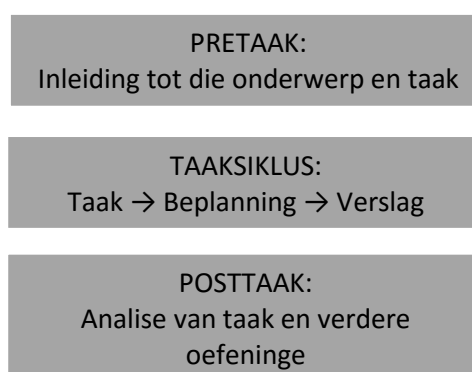 PRETAAK:
Inleiding tot die onderwerp en taak
TAAKSIKLUS:
Taak → Beplanning → Verslag
POSTTAAK:
Analise van taak en verdere
oefeninge